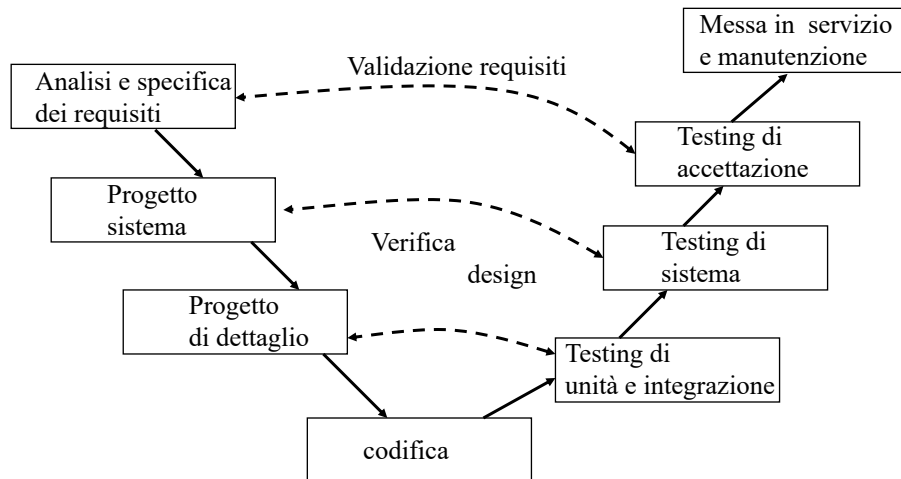 Messa in servizio
e manutenzione
Validazione requisiti
Analisi e specifica
dei requisiti
Testing di
accettazione
Progetto
sistema
Verifica
design
Testing di
sistema
Progetto
di dettaglio
Testing di
unità e integrazione
codifica